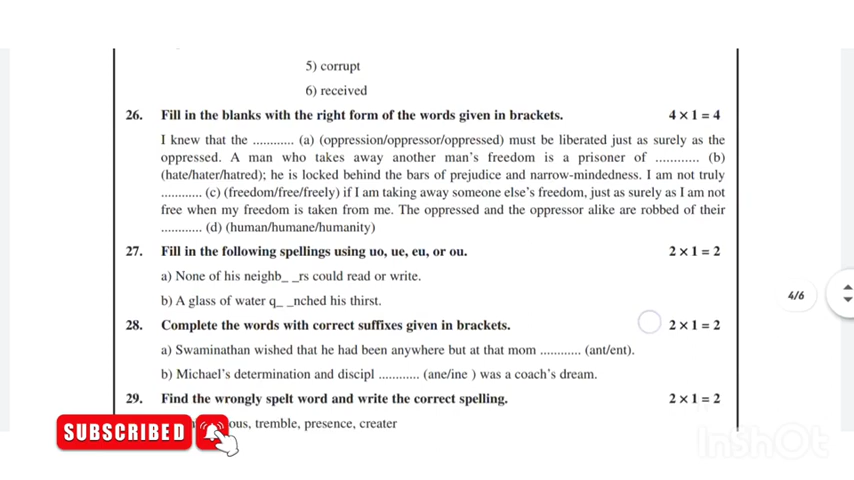 5) corrupt
6) received
26. Fill in the blanks with the right form of the words given in brackets. 4 × 1 = 4
I knew that the ............ (a) (oppression/oppressor/oppressed) must be liberated just as surely as the
oppressed. A man who takes away another man's freedom is a prisoner of ............ (b)
(hate/hater/hatred); he is locked behind the bars of prejudice and narrow-mindedness. I am not truly
............ (c) (freedom/free/freely) if I am taking away someone else's freedom, just as surely as I am not
free when my freedom is taken from me. The oppressed and the oppressor alike are robbed of their
............ (d) (human/humane/humanity)
27. Fill in the following spellings using uo, ue, eu, or ou. 2 × 1 = 2
a) None of his neighb_ _rs could read or write.
b) A glass of water q_ _nched his thirst.
4/6
28. Complete the words with correct suffixes given in brackets. 2 × 1 = 2
a) Swaminathan wished that he had been anywhere but at that mom ............ (ant/ent).
b) Michael's determination and discipl ............ (ane/ine ) was a coach's dream.
29. Find the wrongly spelt word and write the correct spelling. 2 × 1 = 2
ous, tremble, presence, creater
SUBSCRIBED
InShOt